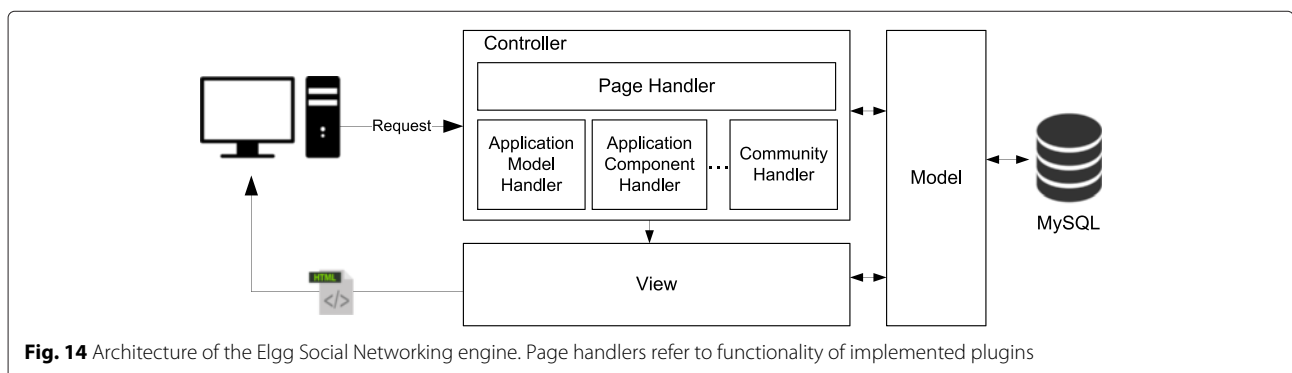 Controller
Page Handler
Request
Application
Model
Handler
Application
Component
Handler
...
Community
Handler
Model
MySQL
View
HTML
</>
Fig. 14 Architecture of the Elgg Social Networking engine. Page handlers refer to functionality of implemented plugins